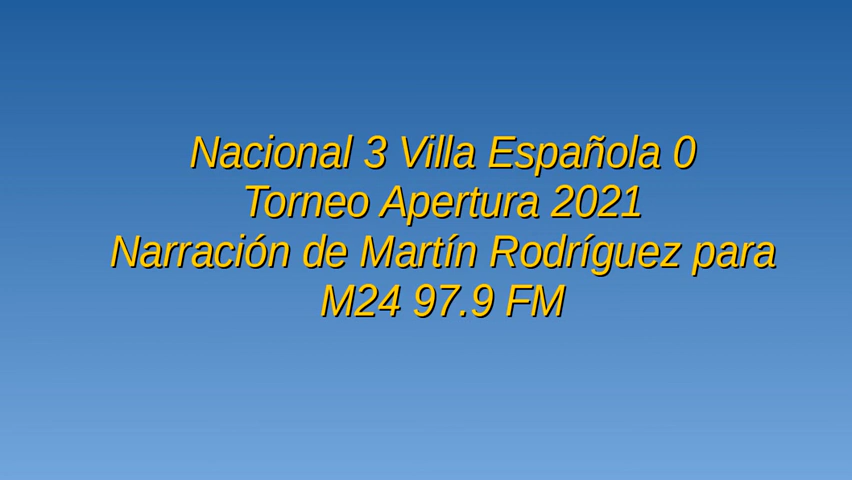 Nacional 3 Villa Española 0
Torneo Apertura 2021
Narración de Martín Rodríguez para
M24 97.9 FM